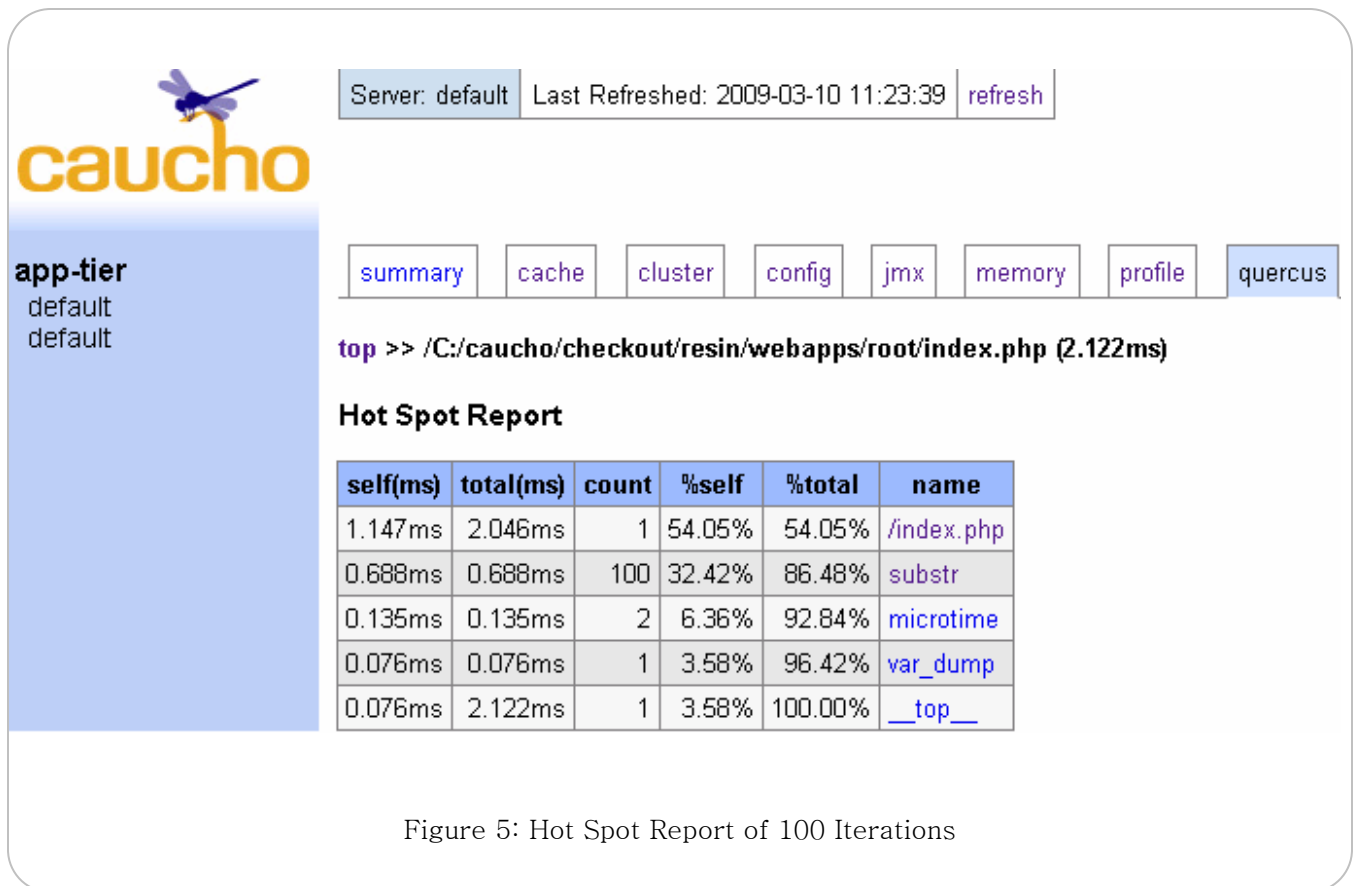 caucho
Server: default Last Refreshed: 2009-03-10 11:23:39 refresh
app-tier
default
default
summary cache cluster config jmx memory profile quercus
top >> /C:/caucho/checkout/resin/webapps/root/index.php (2.122ms)
Hot Spot Report
self(ms) total(ms) count %self %total name
1.147ms 2.046ms 1 54.05% 54.05% /index.php
0.688ms 0.688ms 100 32.42% 86.48% substr
0.135ms 0.135ms 2 6.36% 92.84% microtime
0.076ms 0.076ms 1 3.58% 96.42% var_dump
0.076ms 2.122ms 1 3.58% 100.00% __top__
Figure 5: Hot Spot Report of 100 Iterations